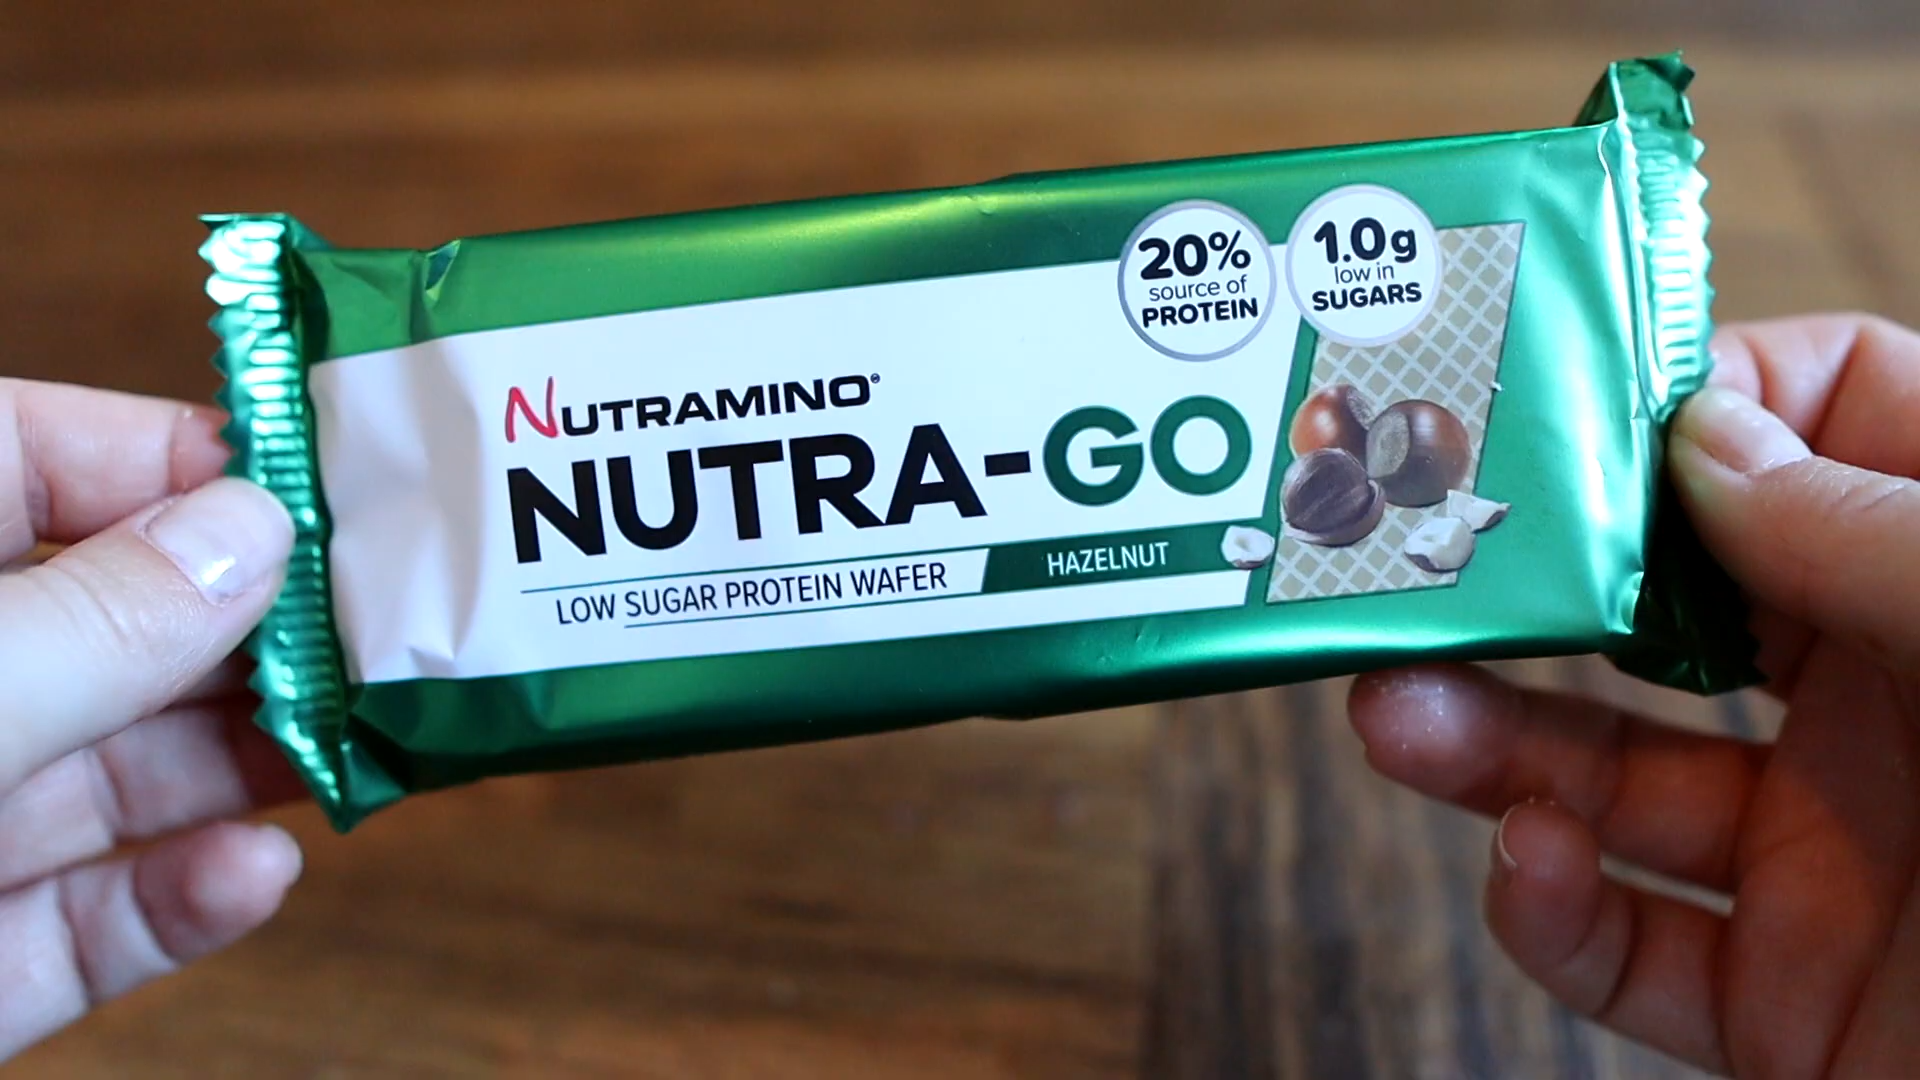 20%
source of
PROTEIN
1.0g
low in
SUGARS
NUTRAMINO®
NUTRA-GO
LOW SUGAR PROTEIN WAFER
HAZELNUT